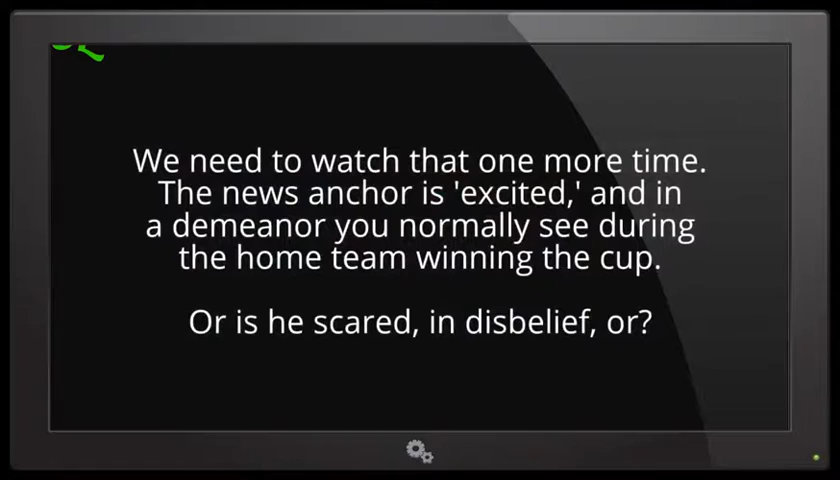 We need to watch that one more time.
The news anchor is 'excited,' and in
a demeanor you normally see during
the home team winning the cup.
Or is he scared, in disbelief, or?